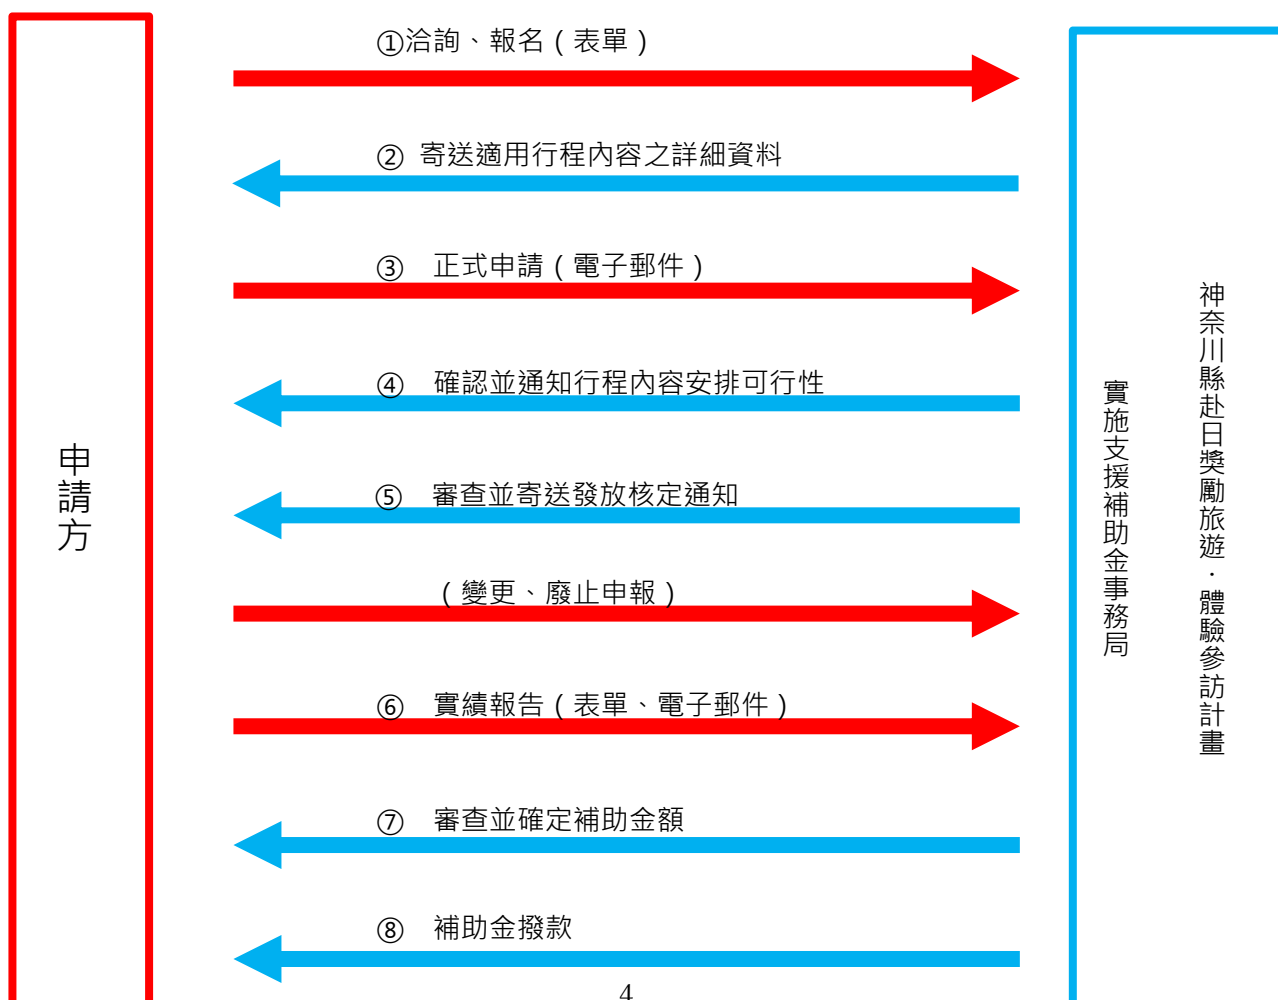 ①洽詢、報名（表單）
② 寄送適用行程內容之詳細資料
③ 正式申請（電子郵件）
④ 確認並通知行程內容安排可行性
⑤ 審查並寄送發放核定通知
（變更、廢止申報）
⑥ 實績報告（表單、電子郵件）
⑦ 審查並確定補助金額
⑧ 補助金撥款
申請方
神奈川縣赴日獎勵旅遊．體驗參訪計畫
實施支援補助金事務局
4